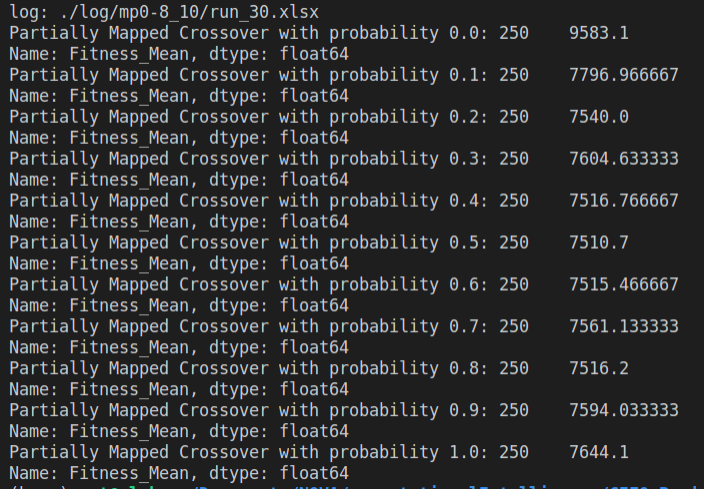 log: ./log/mp0-8_10/run_30.xlsx
Partially Mapped Crossover with probability 0.0: 250    9583.1
Name: Fitness_Mean, dtype: float64
Partially Mapped Crossover with probability 0.1: 250    7796.966667
Name: Fitness_Mean, dtype: float64
Partially Mapped Crossover with probability 0.2: 250    7540.0
Name: Fitness_Mean, dtype: float64
Partially Mapped Crossover with probability 0.3: 250    7604.633333
Name: Fitness_Mean, dtype: float64
Partially Mapped Crossover with probability 0.4: 250    7516.766667
Name: Fitness_Mean, dtype: float64
Partially Mapped Crossover with probability 0.5: 250    7510.7
Name: Fitness_Mean, dtype: float64
Partially Mapped Crossover with probability 0.6: 250    7515.466667
Name: Fitness_Mean, dtype: float64
Partially Mapped Crossover with probability 0.7: 250    7561.133333
Name: Fitness_Mean, dtype: float64
Partially Mapped Crossover with probability 0.8: 250    7516.2
Name: Fitness_Mean, dtype: float64
Partially Mapped Crossover with probability 0.9: 250    7594.033333
Name: Fitness_Mean, dtype: float64
Partially Mapped Crossover with probability 1.0: 250    7644.1
Name: Fitness_Mean, dtype: float64